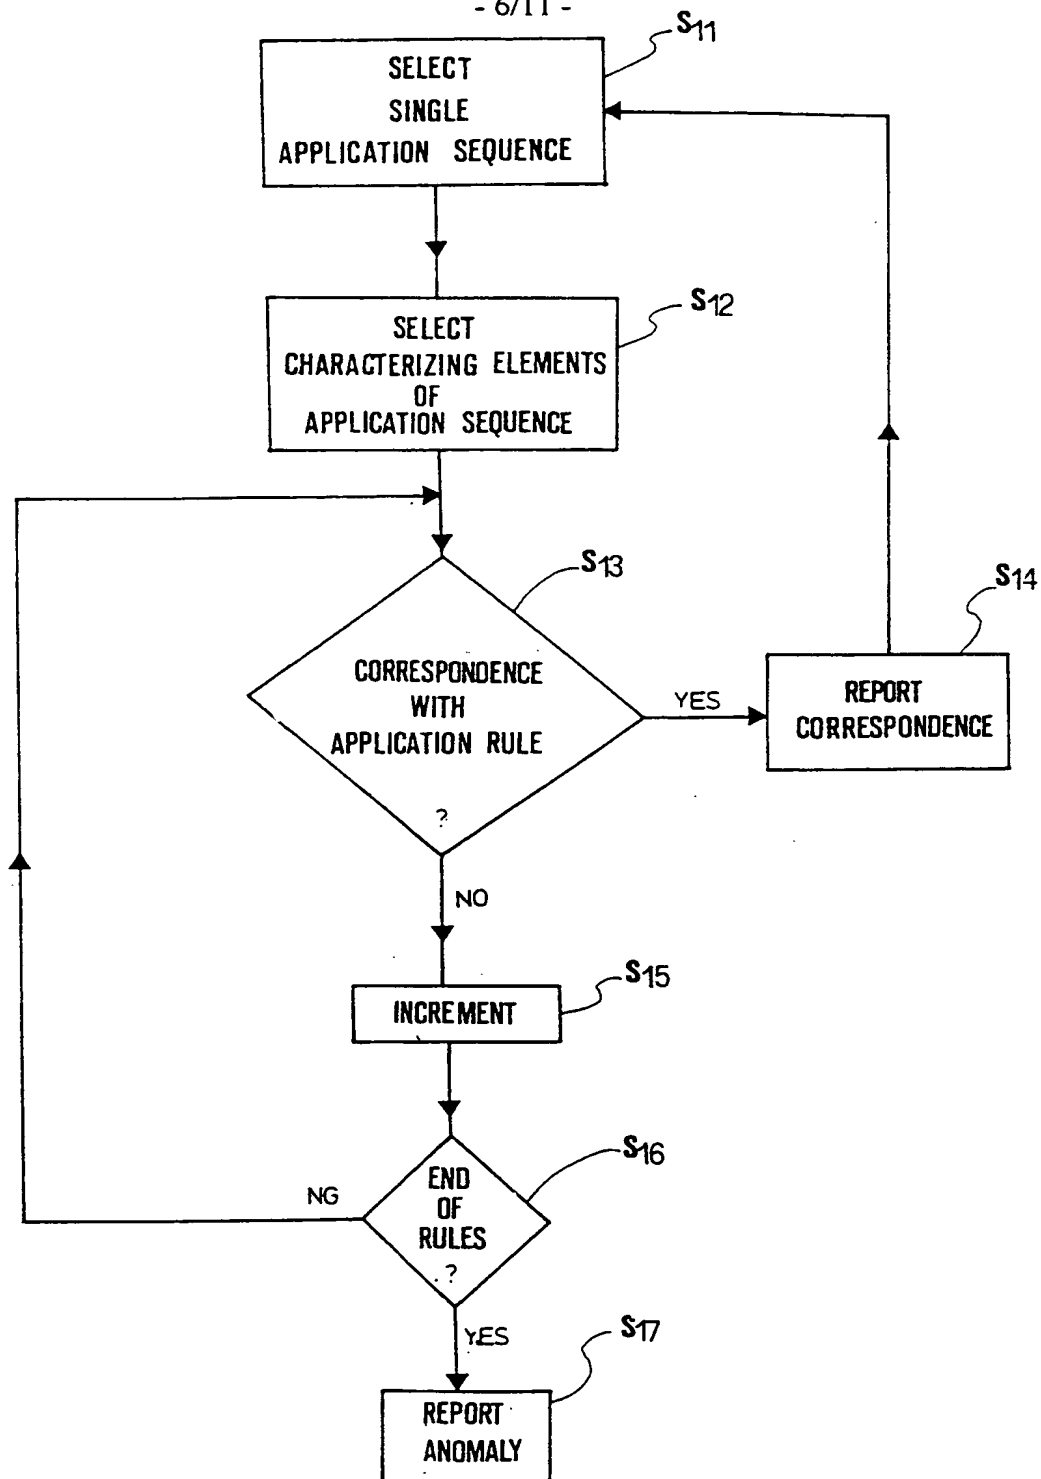 - 6/11 -
S11
SELECT
SINGLE
APPLICATION SEQUENCE
S12
SELECT
CHARACTERIZING ELEMENTS
OF
APPLICATION SEQUENCE
S13
CORRESPONDENCE
WITH
APPLICATION RULE
?
YES
S14
REPORT
CORRESPONDENCE
NO
S15
INCREMENT
S16
END
OF
RULES
?
NG
YES
S17
REPORT
ANOMALY